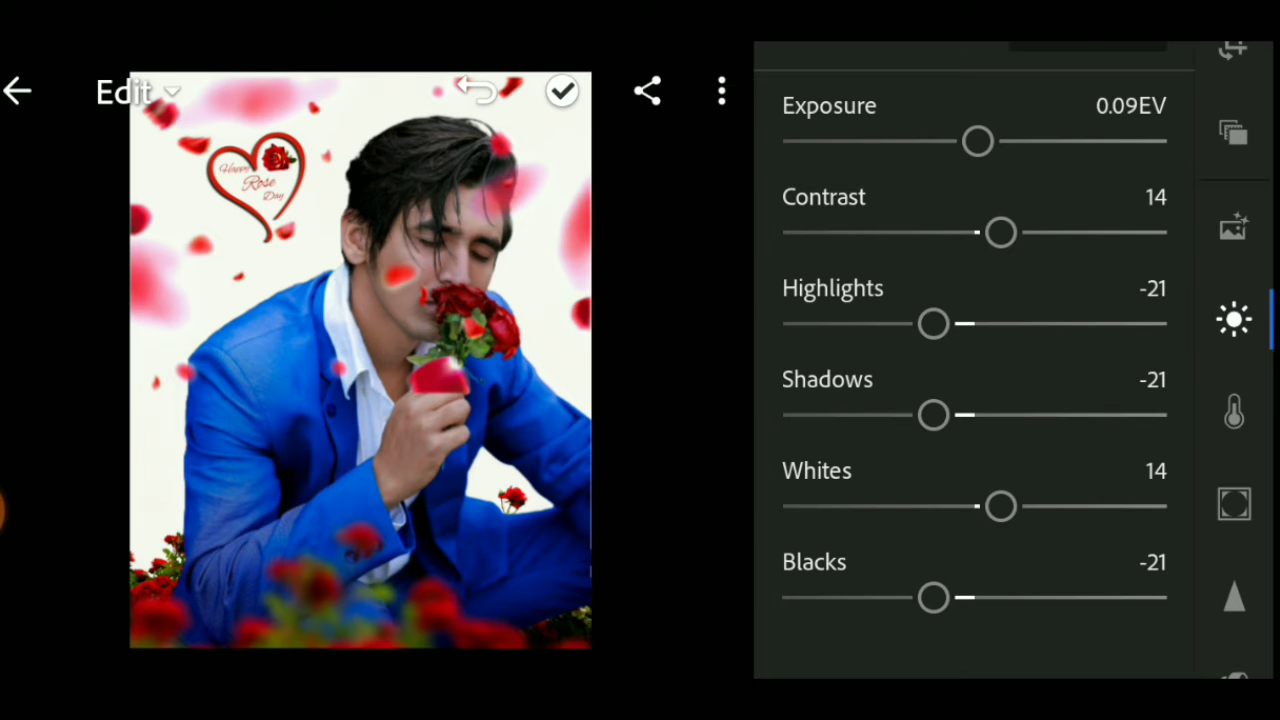 Edit
Happy
Rose
Day
Exposure 0.09EV
Contrast 14
Highlights -21
Shadows -21
Whites 14
Blacks -21